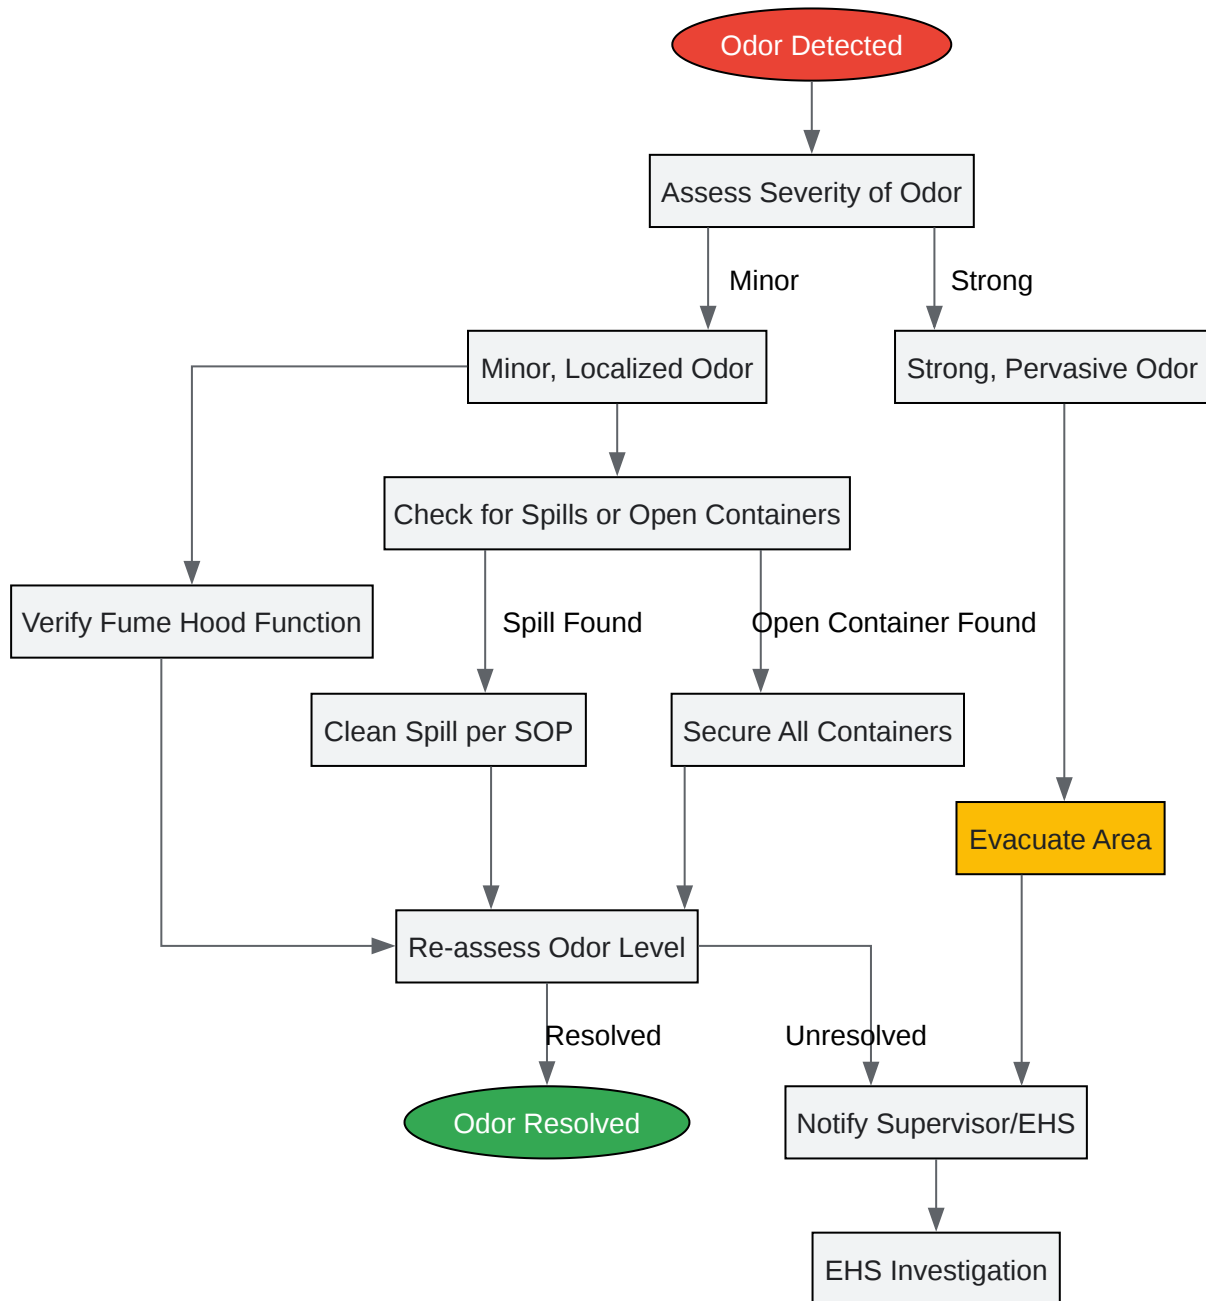 Odor Detected
Assess Severity of Odor
Minor
Strong
Minor, Localized Odor
Strong, Pervasive Odor
Check for Spills or Open Containers
Verify Fume Hood Function
Spill Found
Open Container Found
Clean Spill per SOP
Secure All Containers
Evacuate Area
Re-assess Odor Level
Resolved
Unresolved
Odor Resolved
Notify Supervisor/EHS
EHS Investigation